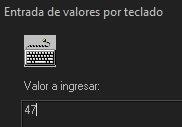 Entrada de valores por teclado
Valor a ingresar:
47